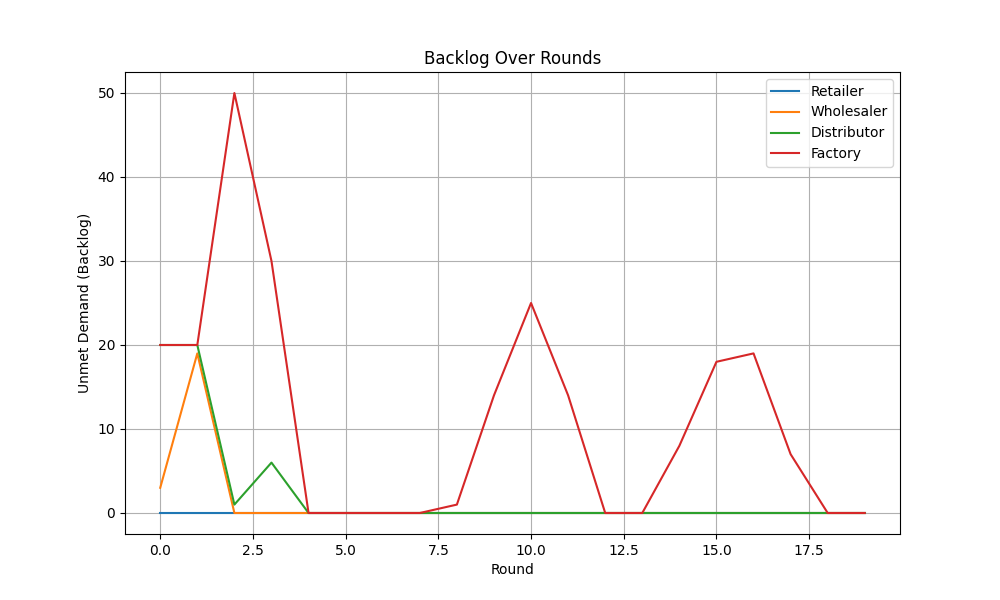 Backlog Over Rounds
Unmet Demand (Backlog)
50
40
30
20
10
0
0.0 2.5 5.0 7.5 10.0 12.5 15.0 17.5
Round
Retailer
Wholesaler
Distributor
Factory